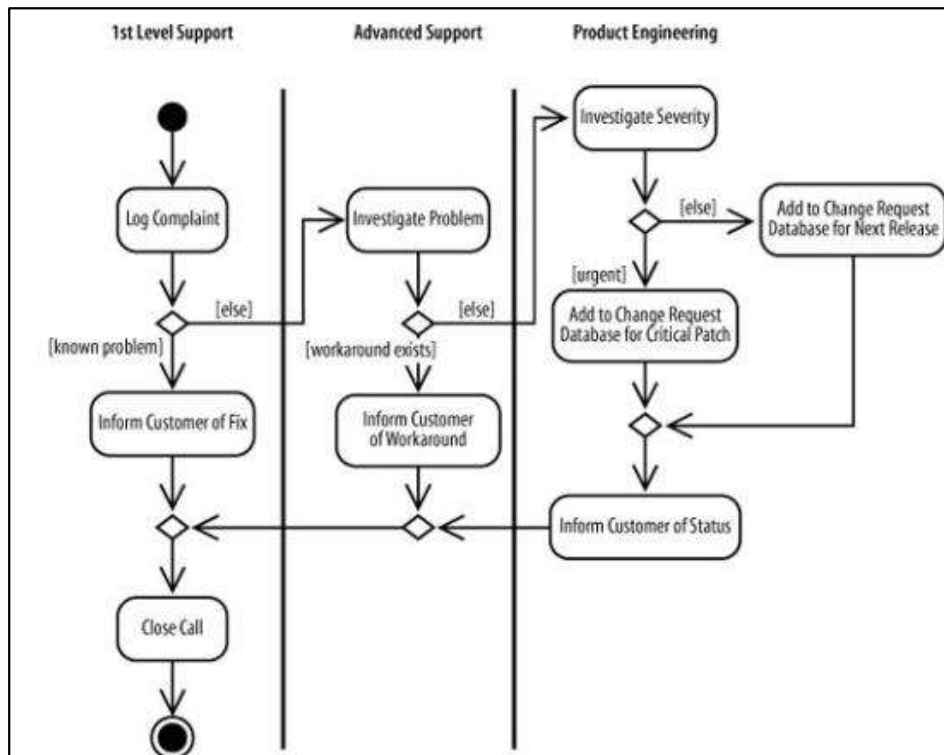 1st Level Support
Advanced Support
Product Engineering
Investigate Severity
Log Complaint
Investigate Problem
[else]
Add to Change Request
Database for Next Release
[urgent]
[else]
[else]
Add to Change Request
Database for Critical Patch
[known problem]
[workaround exists]
Inform Customer of Fix
Inform Customer
of Workaround
Inform Customer of Status
Close Call